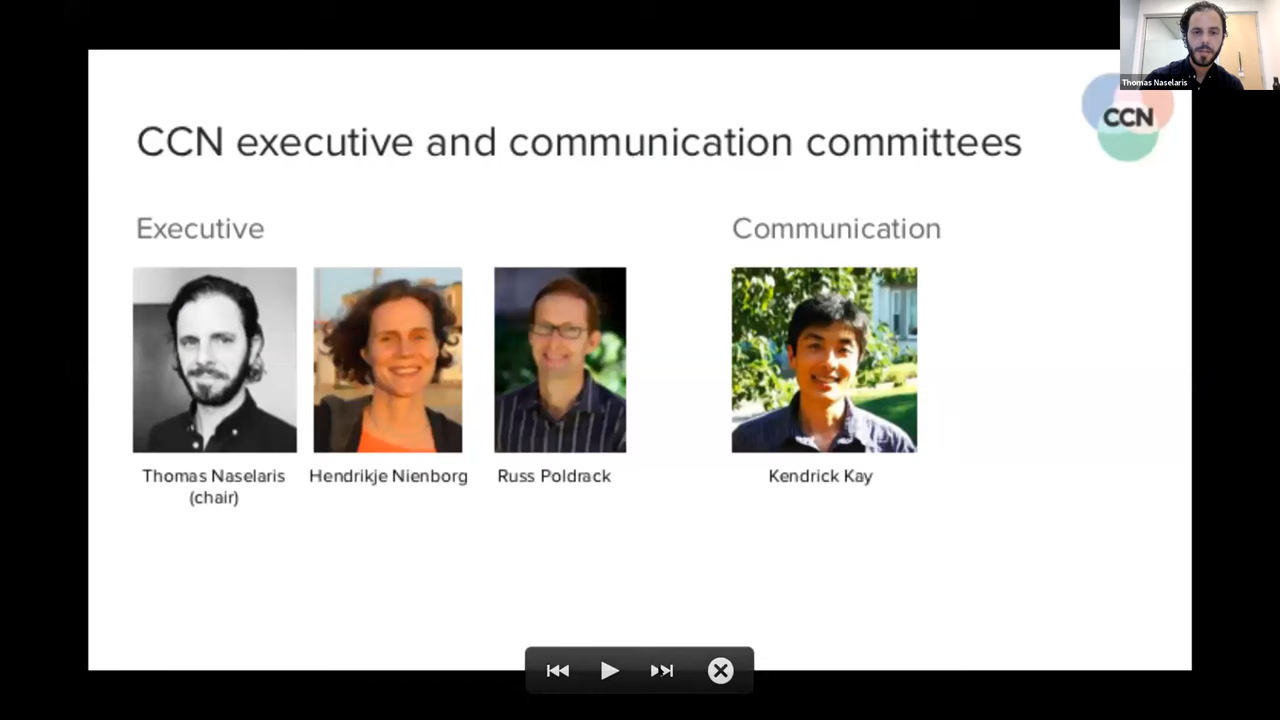 Thomas Naselaris
CCN
CCN executive and communication committees
Executive
Communication
Thomas Naselaris
(chair)
Hendrikje Nienborg
Russ Poldrack
Kendrick Kay